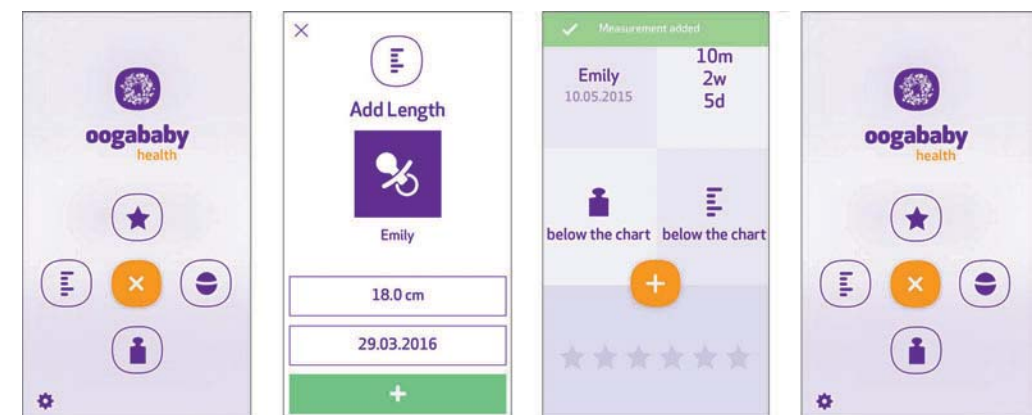 oogababy
health
Add Length
Emily
18.0 cm
29.03.2016
+
Measurement added
Emily
10.05.2015
10m
2w
5d
below the chart
below the chart
+
oogababy
health